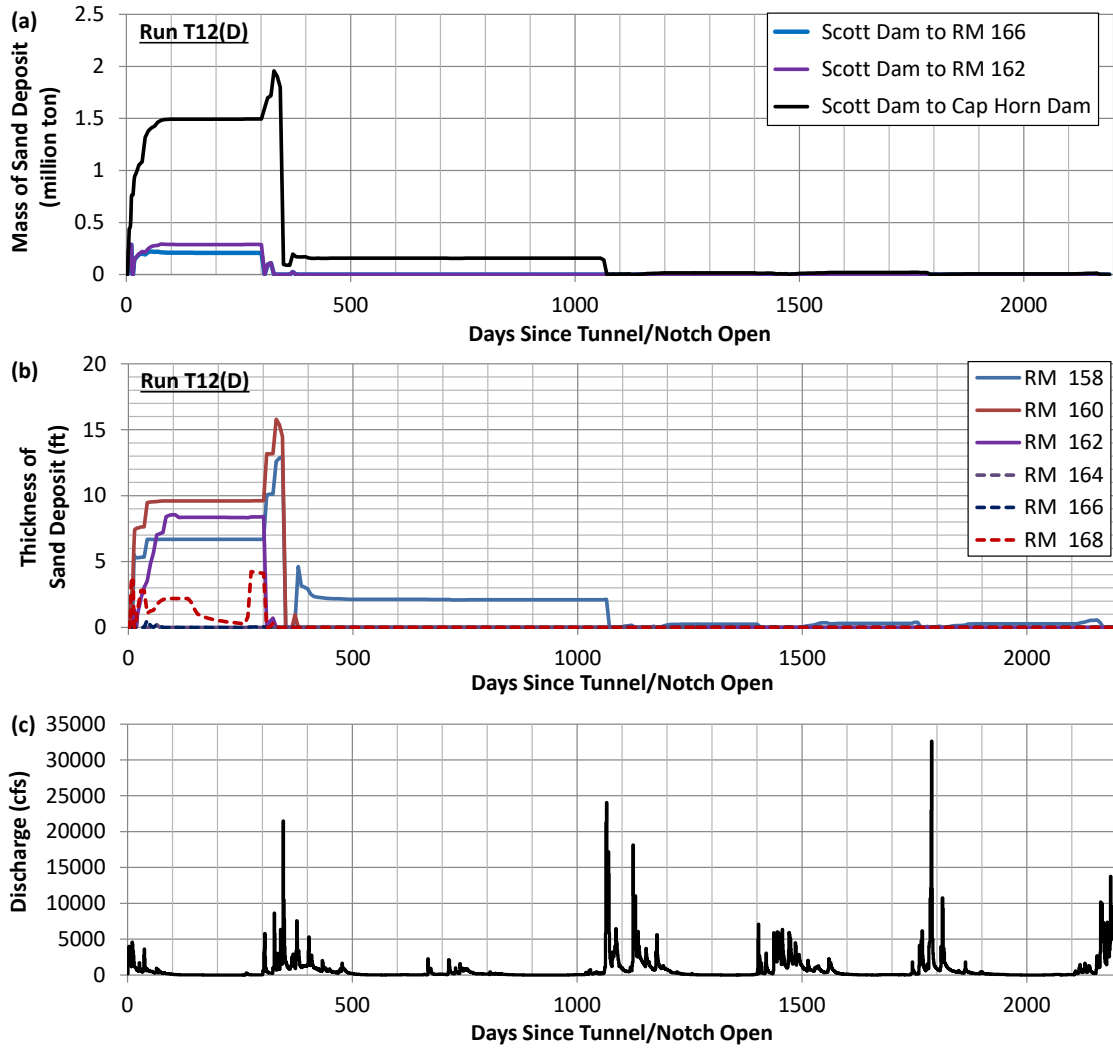 (a)
Run T12(D)
Mass of Sand Deposit
(million ton)
2.5
2
1.5
1
0.5
0
Scott Dam to RM 166
Scott Dam to RM 162
Scott Dam to Cap Horn Dam
0 500 1000 1500 2000
Days Since Tunnel/Notch Open
(b)
Run T12(D)
Thickness of
Sand Deposit (ft)
20
15
10
5
0
RM 158
RM 160
RM 162
RM 164
RM 166
RM 168
0 500 1000 1500 2000
Days Since Tunnel/Notch Open
(c)
Discharge (cfs)
35000
30000
25000
20000
15000
10000
5000
0
0 500 1000 1500 2000
Days Since Tunnel/Notch Open